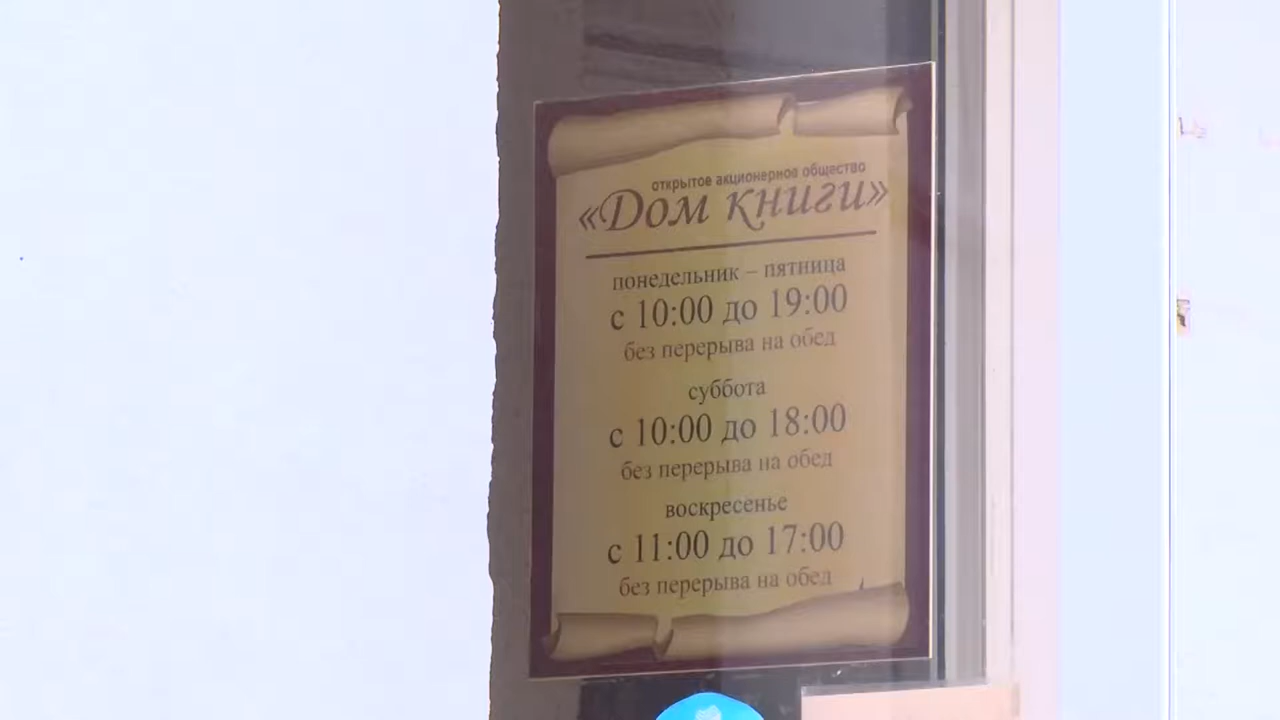 открытое акционерное общество
«Дом книги»
понедельник – пятница
с 10:00 до 19:00
без перерыва на обед
суббота
с 10:00 до 18:00
без перерыва на обед
воскресенье
с 11:00 до 17:00
без перерыва на обед